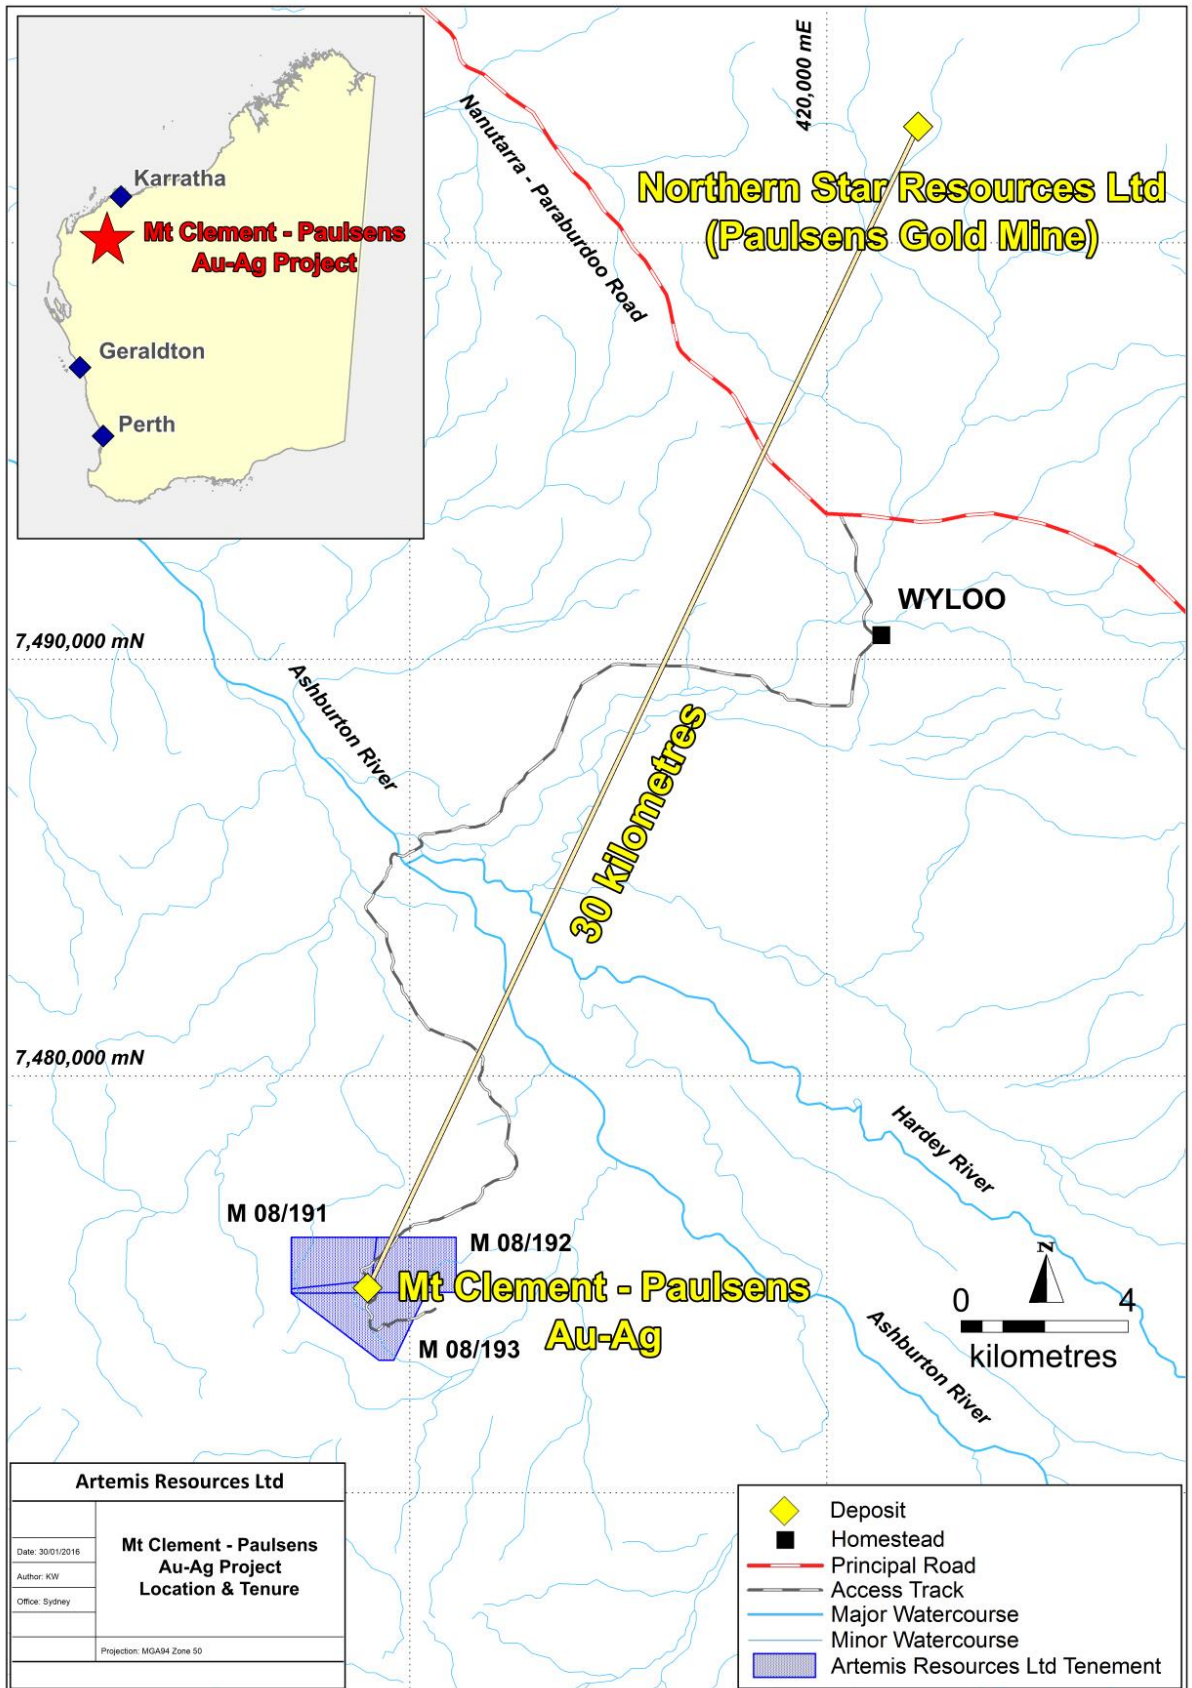 Karratha
Mt Clement - Paulsens
Au-Ag Project
Geraldton
Perth
420,000 mE
Nanutarra - Paraburdoo Road
Northern Star Resources Ltd
(Paulsens Gold Mine)
WYLOO
7,490,000 mN
Ashburton River
30 kilometres
7,480,000 mN
Hardey River
M 08/191
M 08/192
Mt Clement - Paulsens
Au-Ag
M 08/193
N
0 4
kilometres
Ashburton River
Artemis Resources Ltd
Mt Clement - Paulsens
Au-Ag Project
Location & Tenure
Date: 30/01/2016
Author: KW
Office: Sydney
Projection: MGA94 Zone 50
Deposit
Homestead
Principal Road
Access Track
Major Watercourse
Minor Watercourse
Artemis Resources Ltd Tenement